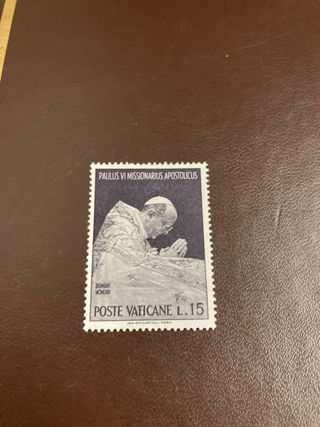 PAULUS VI MISSIONARIUS APOSTOLICUS
BOMBAY
MCMLXIV
POSTE VATICANE L.15